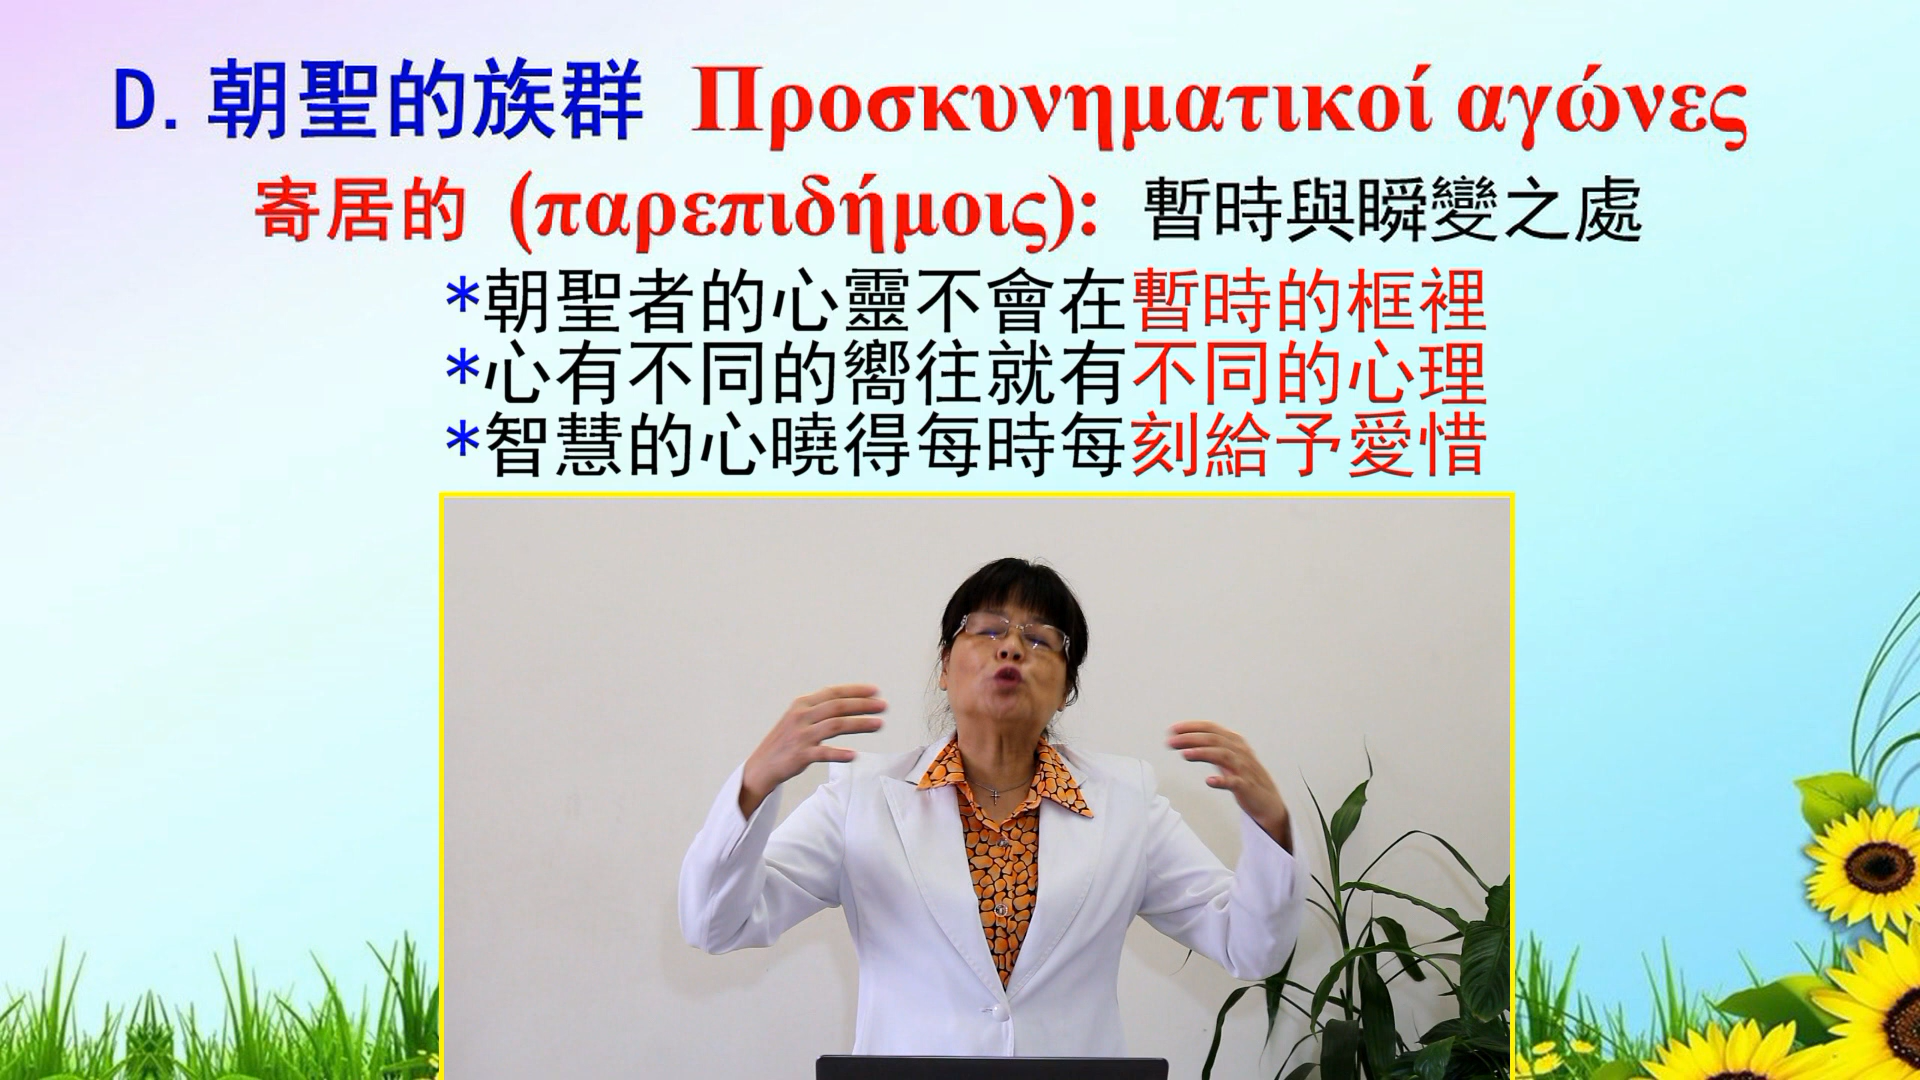 D.朝聖的族群 Προσκυνηματικοί αγώνες
寄居的 (παρεπιδήμοις): 暫時與瞬變之處
*朝聖者的心靈不會在暫時的框裡
*心有不同的嚮往就有不同的心理
*智慧的心曉得每時每刻給予愛惜